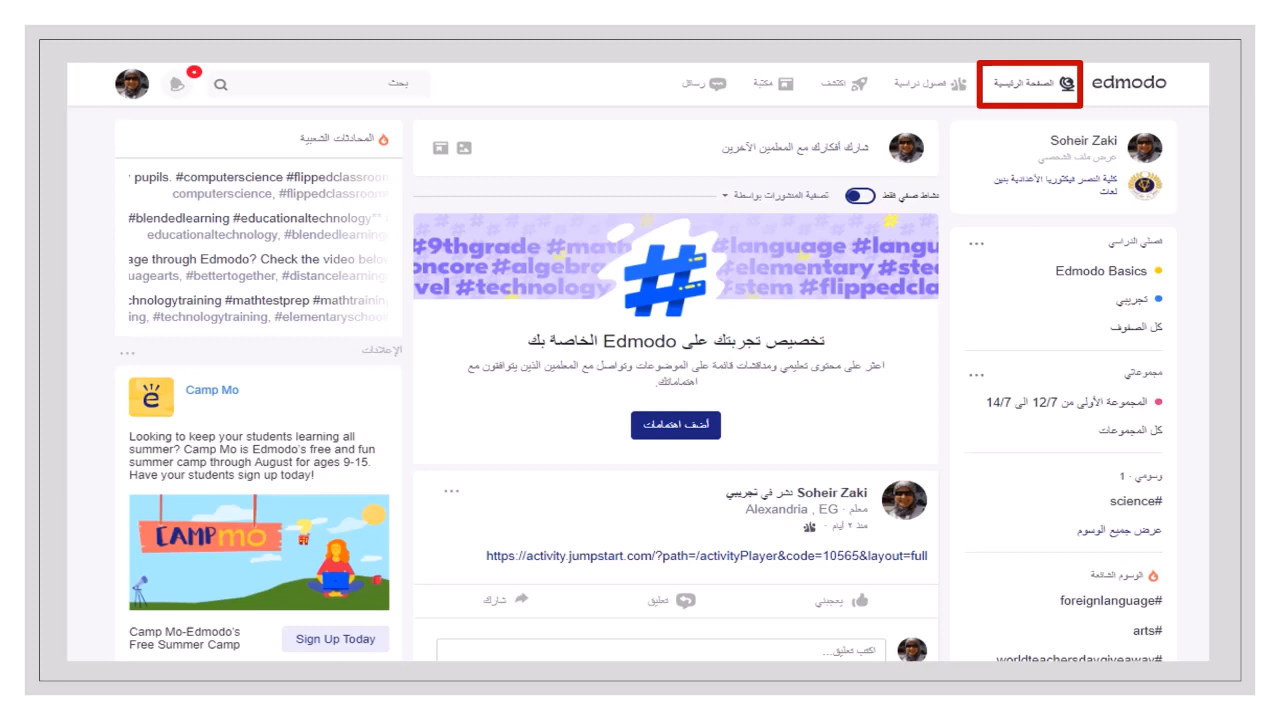 edmodo
الصفحة الرئيسية
فصول دراسية
اكتشف
مكتبة
رسائل
بحث
Soheir Zaki
عرض ملف الشخصي
كلية النصر فيكتوريا الأعدادية بنين
لغات
فصلي الدراسي
Edmodo Basics
تجريبي
كل الصفوف
مجموعاتي
المجموعة الأولى من 12/7 الى 14/7
كل المجموعات
وسومي · 1
science#
عرض جميع الوسوم
الوسوم الشائعة
foreignlanguage#
arts#
worldteachersdaygiveaway#
شارك أفكارك مع المعلمين الآخرين
نشاط صفي فقط
تصفية المنشورات بواسطة
#9thgrade #math #language #langu
oncore #algebra #elementary #ste
vel #technology #stem #flippedcla
تخصيص تجربتك على Edmodo الخاصة بك
اعثر على محتوى تعليمي ومناقشات قائمة على الموضوعات وتواصل مع المعلمين الذين يتوافقون مع
اهتماماتك.
أضف اهتمامات
Soheir Zaki نشر في تجريبي
معلم · Alexandria , EG
منذ ٢ أيام ·
https://activity.jumpstart.com/?path=/activityPlayer&code=10565&layout=full
يعجبني
تعليق
شارك
اكتب تعليق...
المحادثات الشعبية
pupils. #computerscience #flippedclassroom
computerscience, #flippedclassroom
#blendedlearning #educationaltechnology"
educationaltechnology, #blendedlearning
age through Edmodo? Check the video below
uagearts, #bettertogether, #distancelearning
chnologytraining #mathtestprep #mathtraining
ing, #technologytraining, #elementaryschool
الإعلانات
Camp Mo
Looking to keep your students learning all
summer? Camp Mo is Edmodo's free and fun
summer camp through August for ages 9-15.
Have your students sign up today!
CAMP mo
Camp Mo-Edmodo's
Free Summer Camp
Sign Up Today